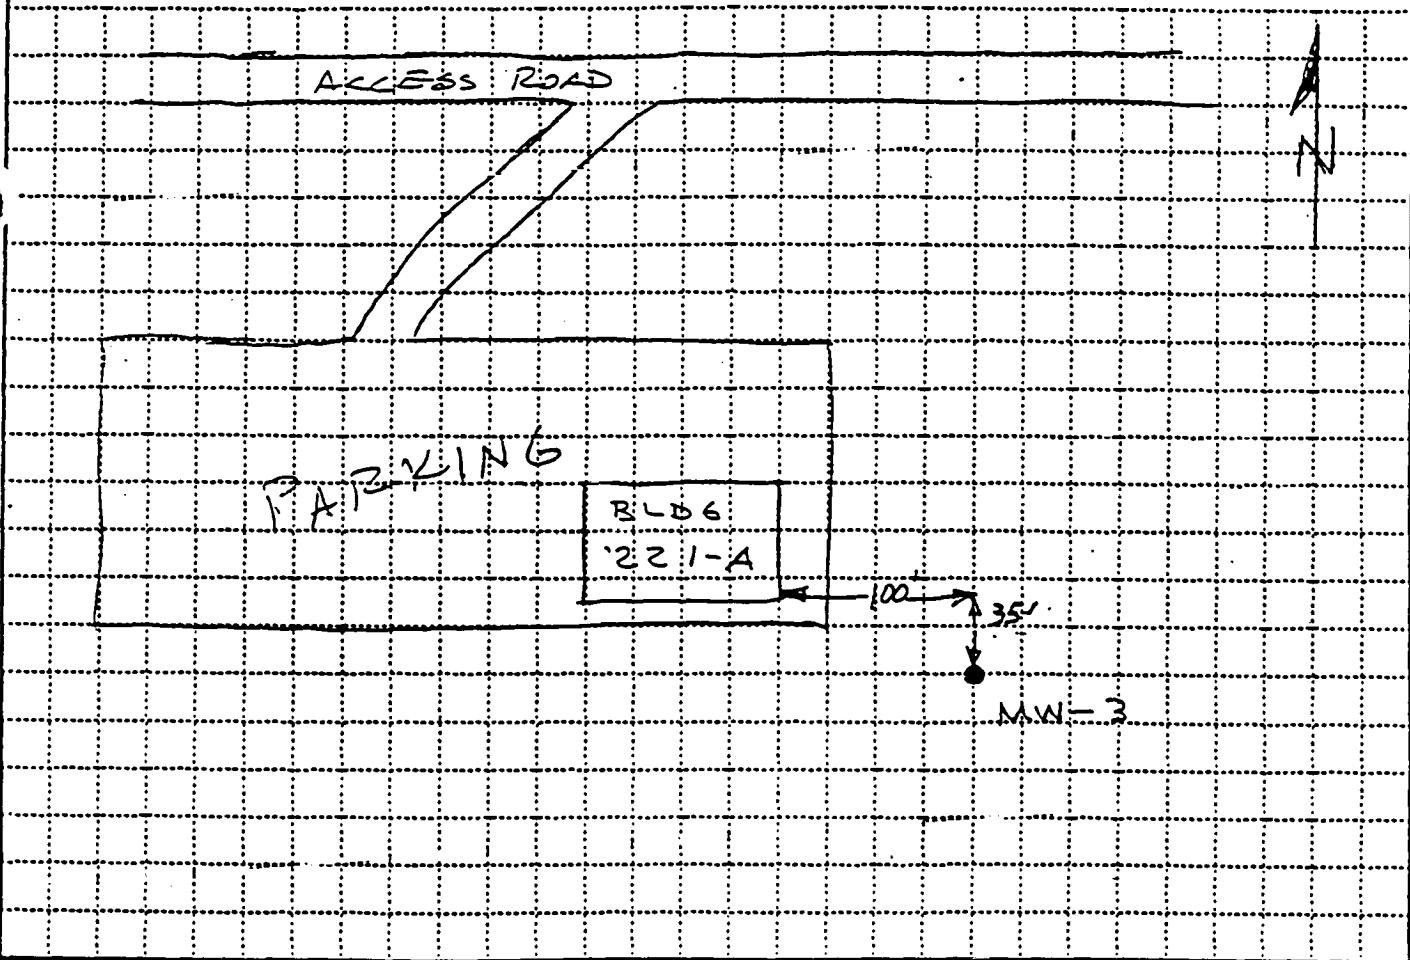 ACCESS ROAD
N
PARKING
BLDG
221-A
100'
35'
MW-3